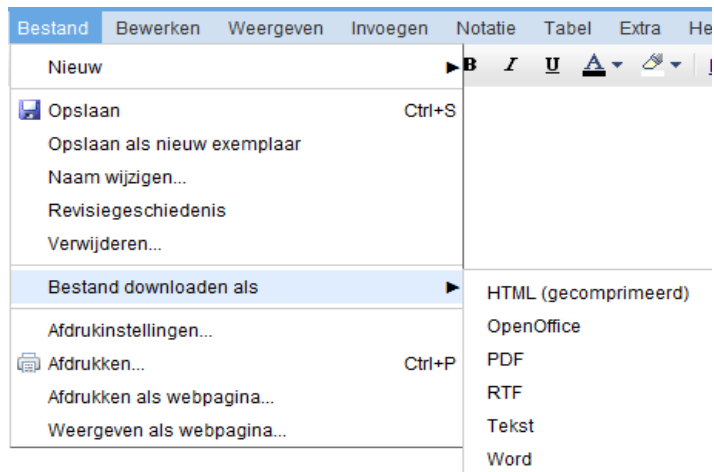 Bestand Bewerken Weergeven Invoegen Notatie Tabel Extra He
Nieuw B I U A
Opslaan Ctrl+S
Opslaan als nieuw exemplaar
Naam wijzigen...
Revisiegeschiedenis
Verwijderen...
Bestand downloaden als
HTML (gecomprimeerd)
OpenOffice
PDF
RTF
Tekst
Word
Afdrukinstellingen...
Afdrukken... Ctrl+P
Afdrukken als webpagina...
Weergeven als webpagina...